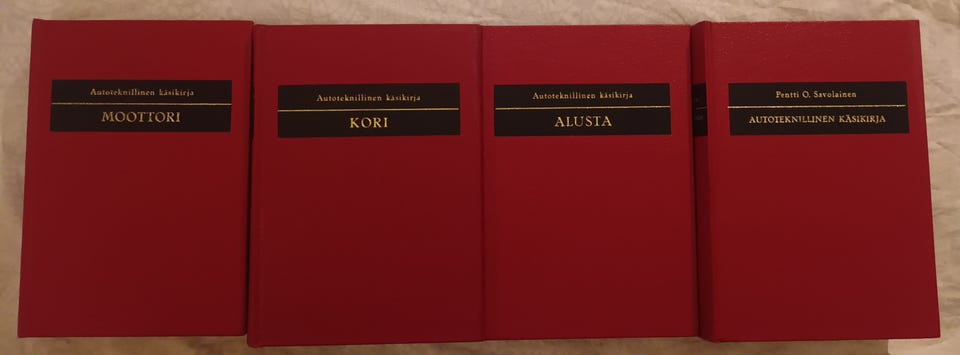 Autoteknillinen käsikirja
MOOTTORI
Autoteknillinen käsikirja
KORI
Autoteknillinen käsikirja
ALUSTA
Pentti O. Savolainen
AUTOTEKNILLINEN KÄSIKIRJA